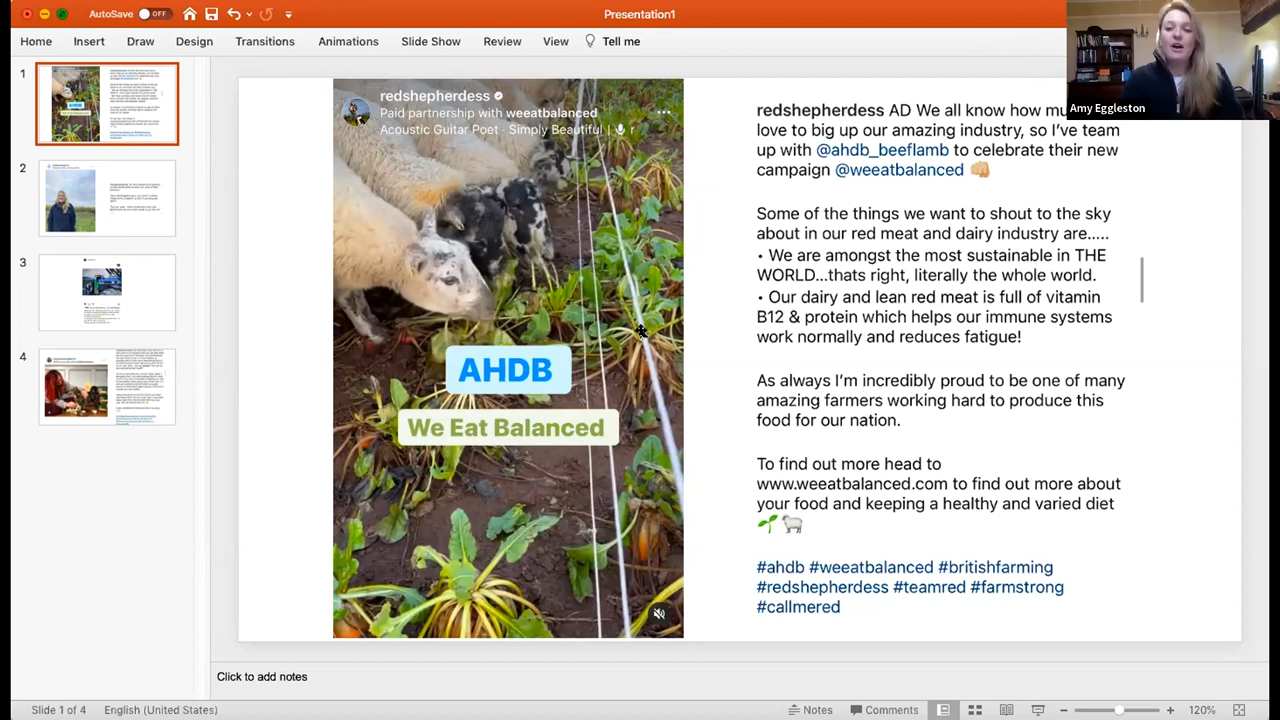 AutoSave OFF
Presentation1
Home Insert Draw Design Transitions Animations Slide Show Review View Tell me
Amy Eggleston
1
2
3
4
redshepherdess
Paid partnership with weeatbalanced
Acoustic Guitar Poet · Simply Beautiful
AHDB
We Eat Balanced
redshepherdess AD We all know how mu
love to big up our amazing industry, so I've team
up with @ahdb_beeflamb to celebrate their new
campaign @weeatbalanced 👊🏼
Some of the things we want to shout to the sky
about in our red meat and dairy industry are.....
• We are amongst the most sustainable in THE
WORLD...thats right, literally the whole world.
• Our dairy and lean red meat is full of vitamin
B12 & protein which helps our immune systems
work normally and reduces fatigue!
As always I'm incredibly proud to be one of many
amazing farmers working hard to produce this
food for our nation.
To find out more head to
www.weeatbalanced.com to find out more about
your food and keeping a healthy and varied diet
🌱🐑
#ahdb #weeatbalanced #britishfarming
#redshepherdess #teamred #farmstrong
#callmered
Click to add notes
Slide 1 of 4 English (United States) Notes Comments 120%